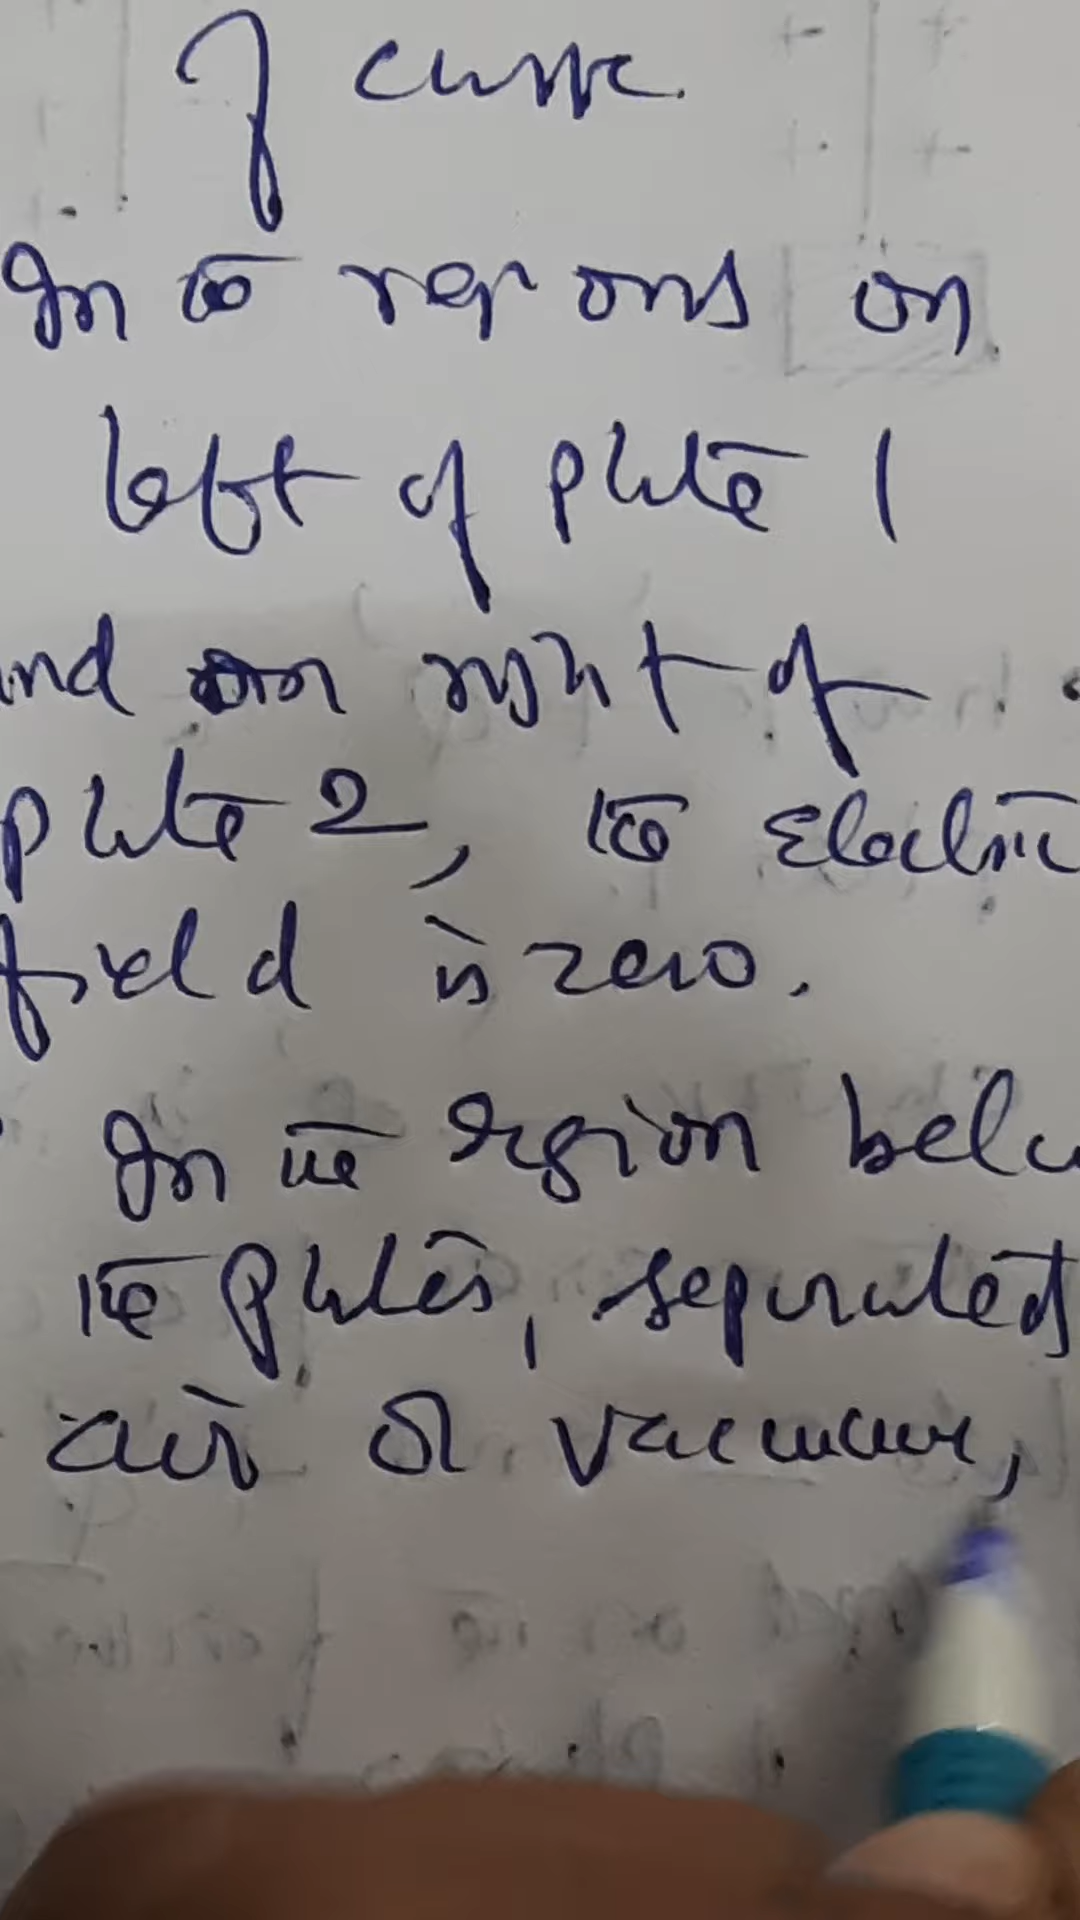 of curve.
In the regions on
left of plate 1
and on right of
plate 2, the Electric
field is zero.
In the region betw
the plates, separated
air or vacuum,